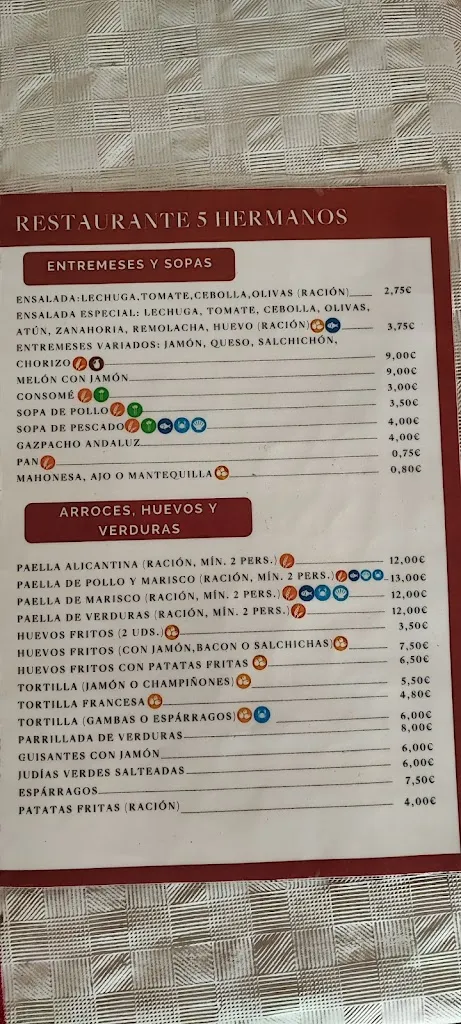 RESTAURANTE 5 HERMANOS
ENTREMESES Y SOPAS
ENSALADA:LECHUGA,TOMATE,CEBOLLA,OLIVAS (RACIÓN) 2,75€
ENSALADA ESPECIAL: LECHUGA, TOMATE, CEBOLLA, OLIVAS,
ATÚN, ZANAHORIA, REMOLACHA, HUEVO (RACIÓN) 3,75€
ENTREMESES VARIADOS: JAMÓN, QUESO, SALCHICHÓN,
CHORIZO 9,00€
MELÓN CON JAMÓN 9,00€
CONSOMÉ 3,00€
SOPA DE POLLO 3,50€
SOPA DE PESCADO 4,00€
GAZPACHO ANDALUZ 4,00€
PAN 0,75€
MAHONESA, AJO O MANTEQUILLA 0,80€
ARROCES, HUEVOS Y
VERDURAS
PAELLA ALICANTINA (RACIÓN, MÍN. 2 PERS.) 12,00€
PAELLA DE POLLO Y MARISCO (RACIÓN, MÍN. 2 PERS.) 13,00€
PAELLA DE MARISCO (RACIÓN, MÍN. 2 PERS.) 12,00€
PAELLA DE VERDURAS (RACIÓN, MÍN. 2 PERS.) 12,00€
HUEVOS FRITOS (2 UDS.) 3,50€
HUEVOS FRITOS (CON JAMÓN,BACON O SALCHICHAS) 7,50€
HUEVOS FRITOS CON PATATAS FRITAS 6,50€
TORTILLA (JAMÓN O CHAMPIÑONES) 5,50€
TORTILLA FRANCESA 4,80€
TORTILLA (GAMBAS O ESPÁRRAGOS) 6,00€
PARRILLADA DE VERDURAS 8,00€
GUISANTES CON JAMÓN 6,00€
JUDÍAS VERDES SALTEADAS 6,00€
ESPÁRRAGOS 7,50€
PATATAS FRITAS (RACIÓN) 4,00€